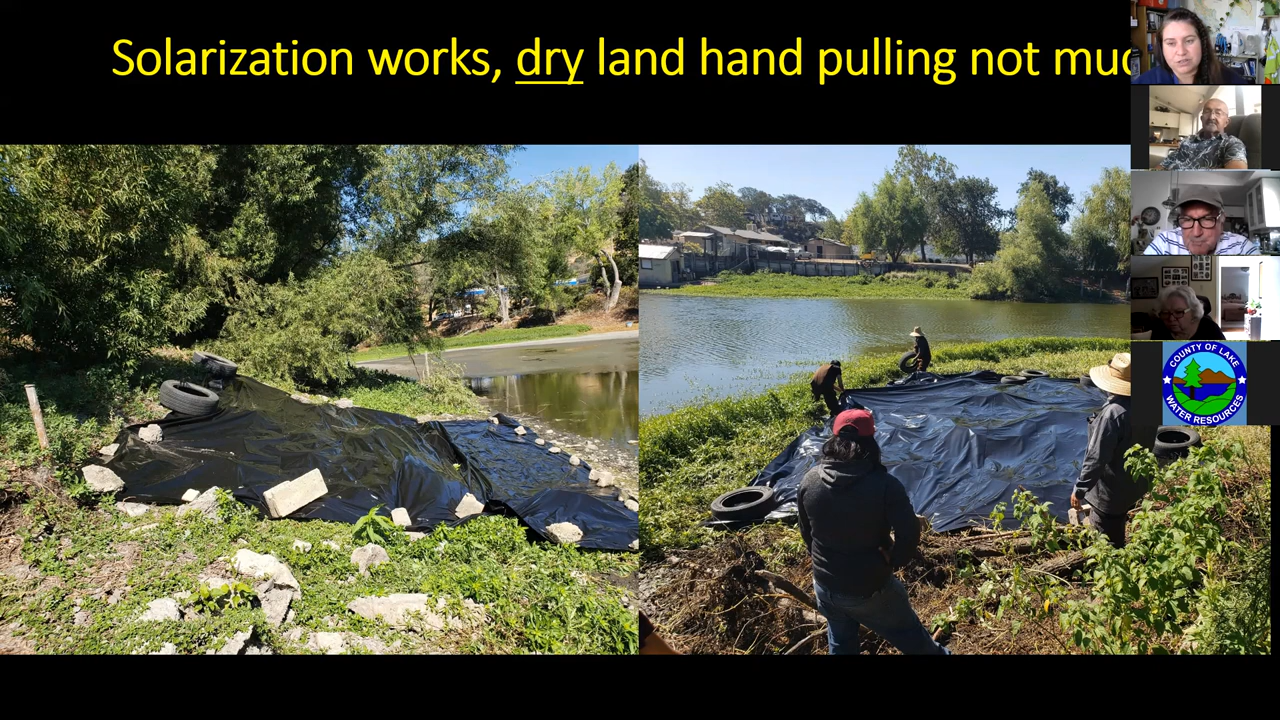 Solarization works, dry land hand pulling not muc
COUNTY OF LAKE
WATER RESOURCES